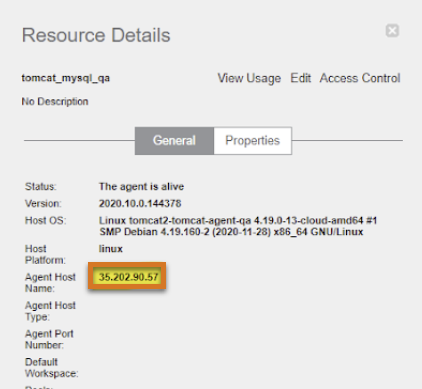 Resource Details
tomcat_mysql_qa View Usage Edit Access Control
No Description
General Properties
Status: The agent is alive
Version: 2020.10.0.144378
Host OS: Linux tomcat2-tomcat-agent-qa 4.19.0-13-cloud-amd64 #1
SMP Debian 4.19.160-2 (2020-11-28) x86_64 GNU/Linux
Host linux
Platform:
Agent Host 35.202.90.57
Name:
Agent Host
Type:
Agent Port
Number:
Default
Workspace: